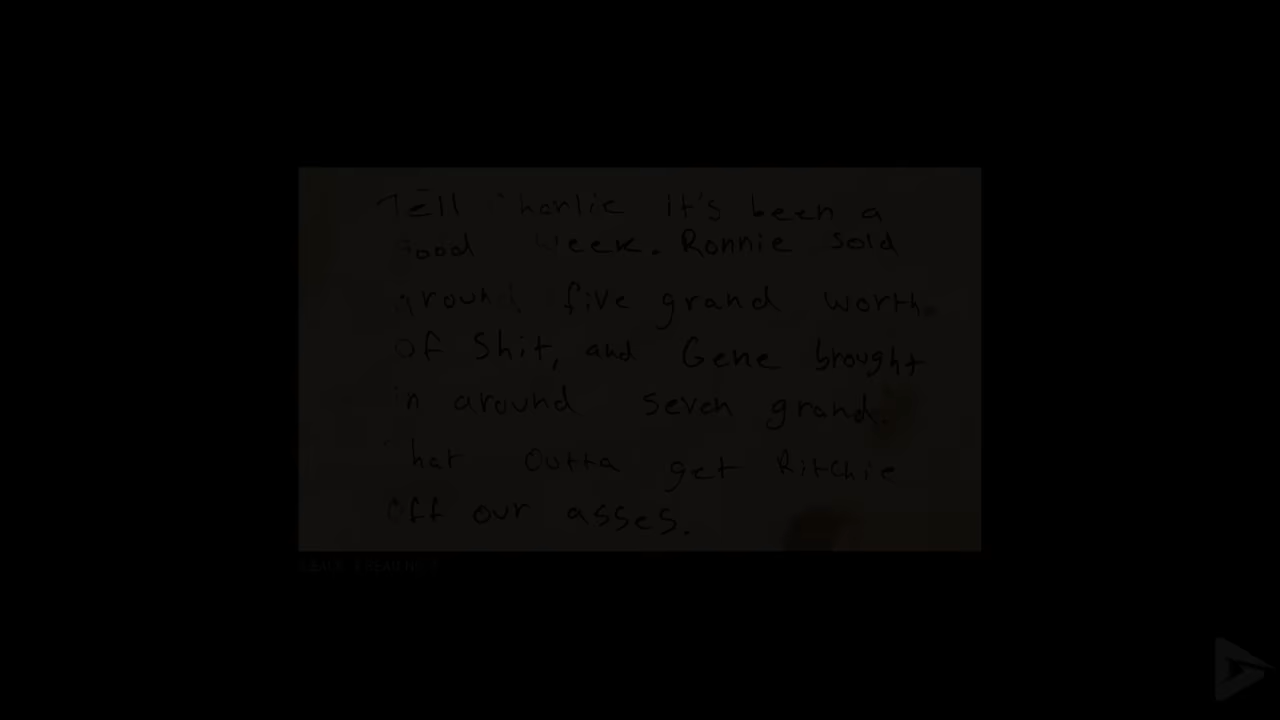 Tell Charlie it's been a
good week. Ronnie sold
around five grand worth
of Shit, and Gene brought
in around seven grand.
That Outta get Ritchie
Off our asses.